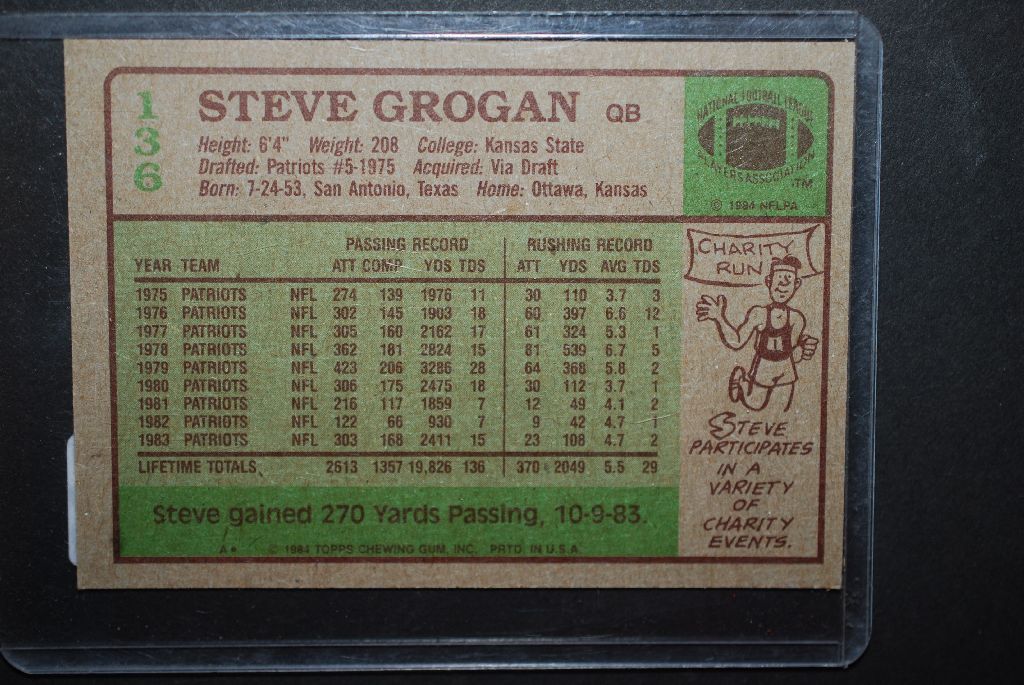 136
STEVE GROGAN QB
Height: 6'4" Weight: 208 College: Kansas State
Drafted: Patriots #5-1975 Acquired: Via Draft
Born: 7-24-53, San Antonio, Texas Home: Ottawa, Kansas
NATIONAL FOOTBALL LEAGUE
PLAYERS ASSOCIATION
TM
© 1984 NFLPA
PASSING RECORD RUSHING RECORD
YEAR TEAM ATT COMP YDS TDS ATT YDS AVG TDS
1975 PATRIOTS NFL 274 139 1976 11 30 110 3.7 3
1976 PATRIOTS NFL 302 145 1903 18 60 397 6.6 12
1977 PATRIOTS NFL 305 160 2162 17 61 324 5.3 1
1978 PATRIOTS NFL 362 181 2824 15 81 539 6.7 5
1979 PATRIOTS NFL 423 206 3286 28 64 368 5.8 2
1980 PATRIOTS NFL 306 175 2475 18 30 112 3.7 1
1981 PATRIOTS NFL 216 117 1859 7 12 49 4.1 2
1982 PATRIOTS NFL 122 66 930 7 9 42 4.7 1
1983 PATRIOTS NFL 303 168 2411 15 23 108 4.7 2
LIFETIME TOTALS 2613 1357 19,826 136 370 2049 5.5 29
Steve gained 270 Yards Passing, 10-9-83.
A* © 1984 TOPPS CHEWING GUM, INC. PRTD. IN U.S.A.
CHARITY
RUN
STEVE
PARTICIPATES
IN A
VARIETY
OF
CHARITY
EVENTS.